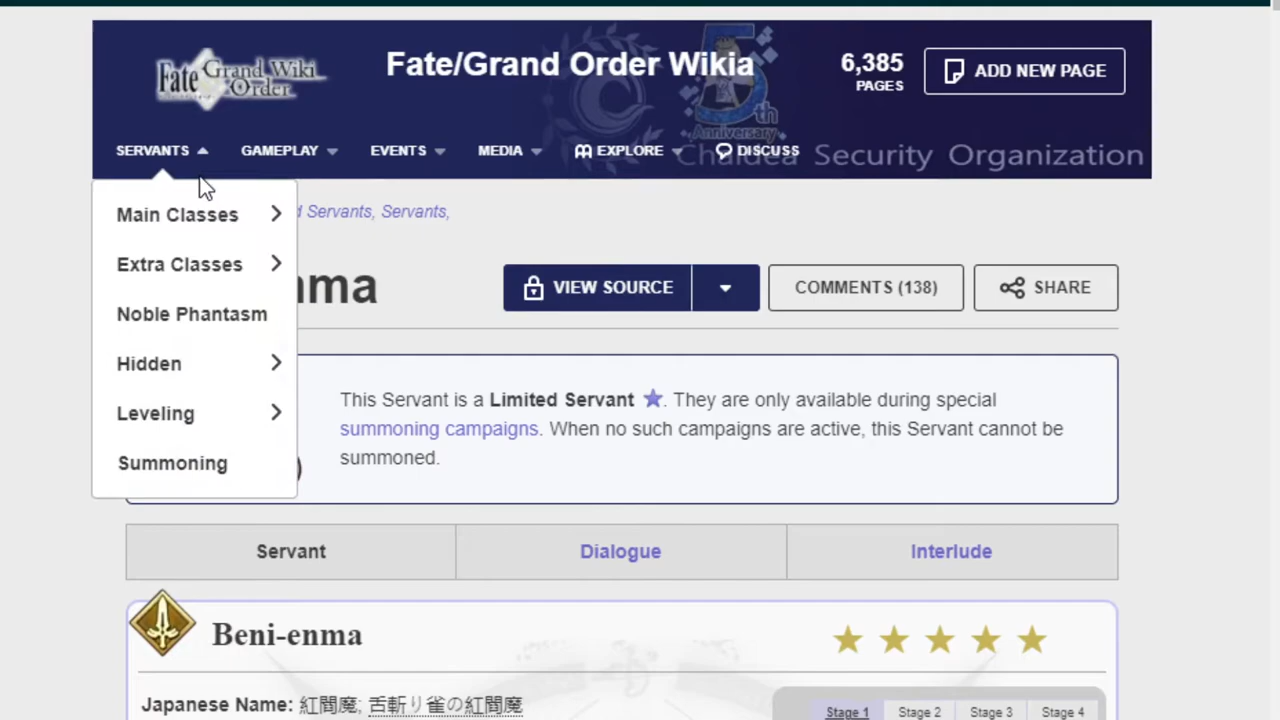 Fate Grand Wiki
Order
Fate/Grand Order Wikia
6,385
PAGES
ADD NEW PAGE
5th
Anniversary
SERVANTS
GAMEPLAY
EVENTS
MEDIA
EXPLORE
DISCUSS
Chaldea Security Organization
Main Classes
d Servants, Servants,
Extra Classes
nma
VIEW SOURCE
COMMENTS (138)
SHARE
Noble Phantasm
Hidden
Leveling
Summoning
This Servant is a Limited Servant. They are only available during special
summoning campaigns. When no such campaigns are active, this Servant cannot be
summoned.
Servant
Dialogue
Interlude
Beni-enma
Japanese Name: 紅閻魔; 舌斬り雀の紅閻魔
Stage 1
Stage 2
Stage 3
Stage 4